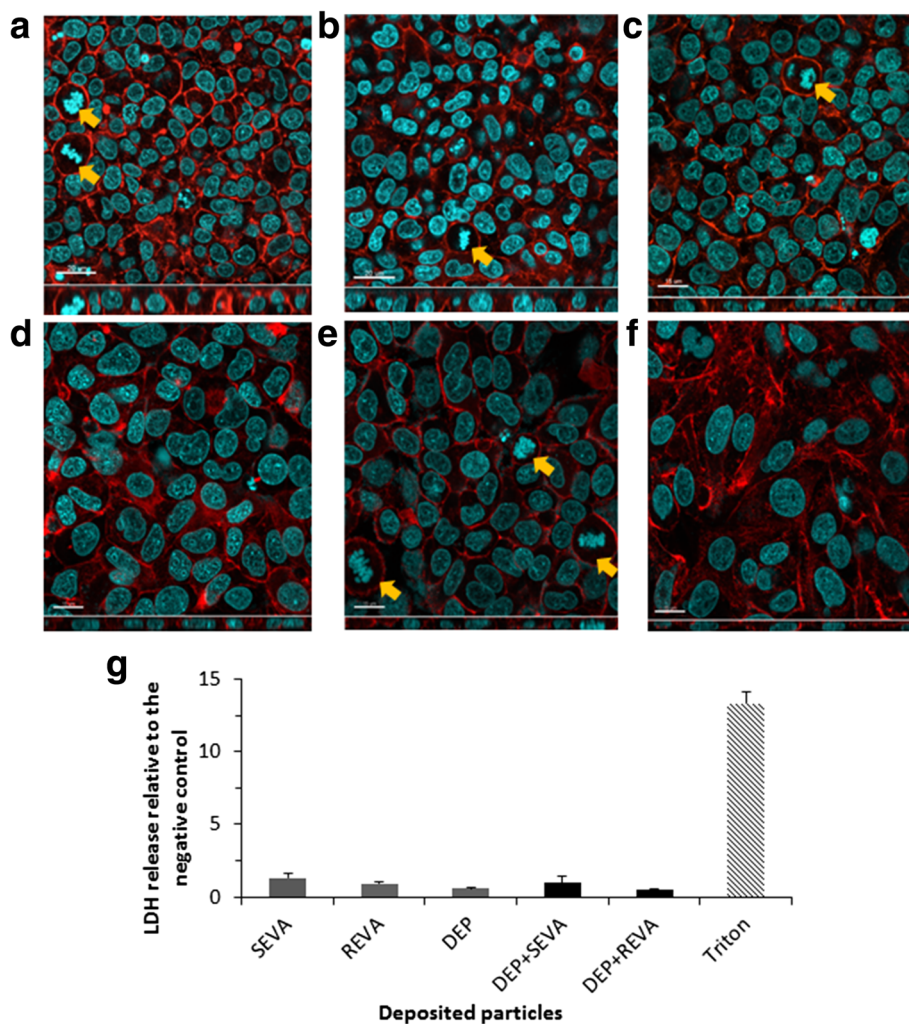 a
b
c
d
e
f
g
LDH release relative to the
negative control
15
10
5
0
SEVA
REVA
DEP
DEP+SEVA
DEP+REVA
Triton
Deposited particles